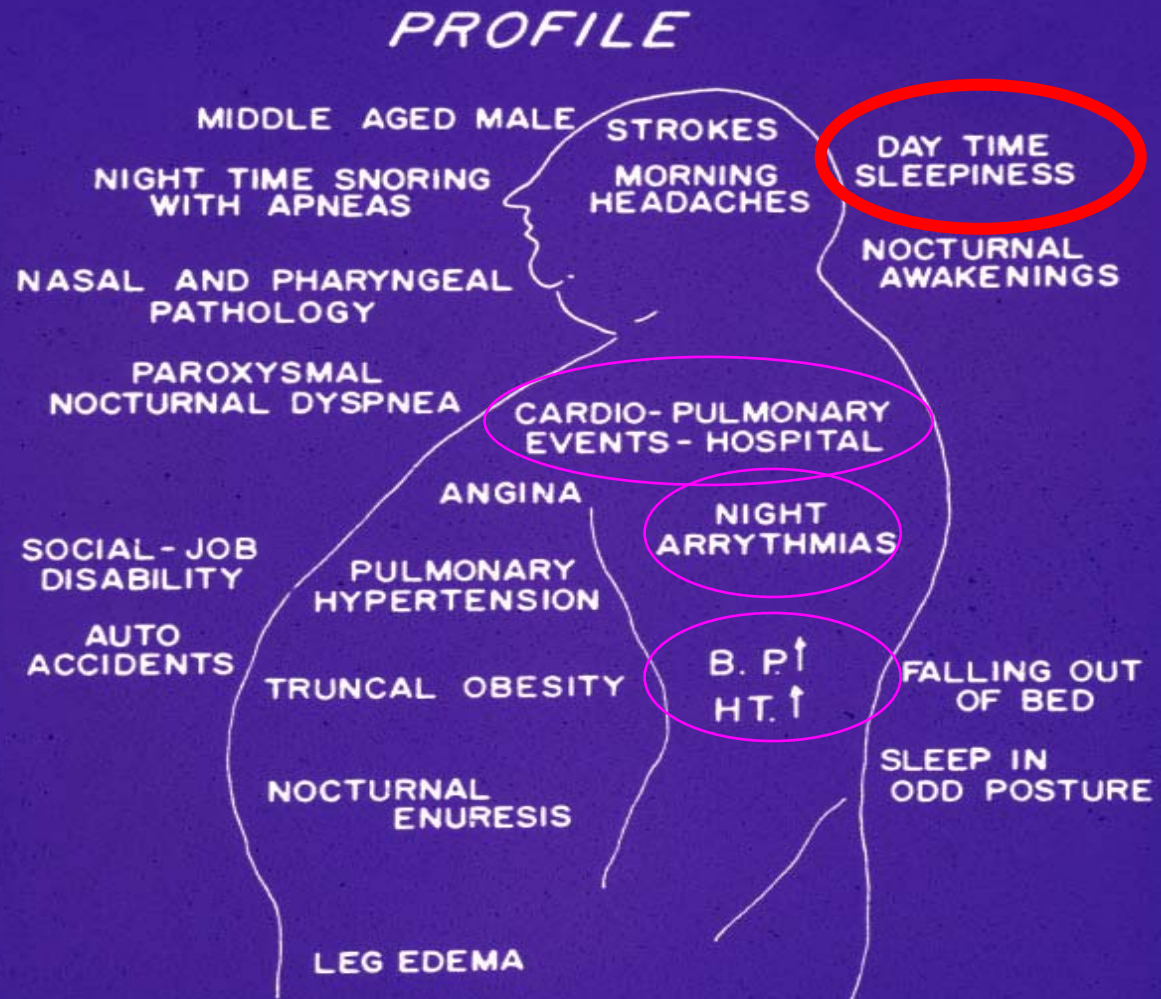 PROFILE
MIDDLE AGED MALE
STROKES
DAY TIME
SLEEPINESS
NIGHT TIME SNORING
WITH APNEAS
MORNING
HEADACHES
NOCTURNAL
AWAKENINGS
NASAL AND PHARYNGEAL
PATHOLOGY
PAROXYSMAL
NOCTURNAL DYSPNEA
CARDIO-PULMONARY
EVENTS-HOSPITAL
ANGINA
NIGHT
ARRYTHMIAS
SOCIAL-JOB
DISABILITY
PULMONARY
HYPERTENSION
AUTO
ACCIDENTS
TRUNCAL OBESITY
B. P.↑
HT. ↑
FALLING OUT
OF BED
SLEEP IN
ODD POSTURE
NOCTURNAL
ENURESIS
LEG EDEMA